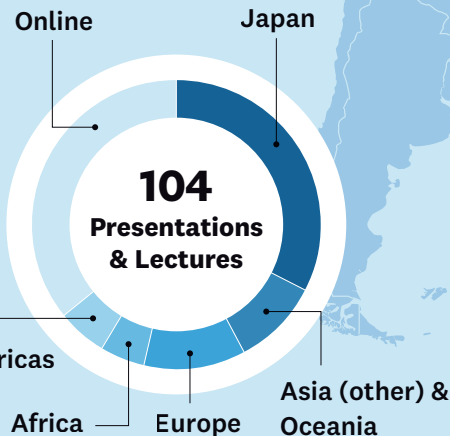 Online
Japan
104
Presentations
& Lectures
ricas
Africa
Europe
Asia (other) &
Oceania